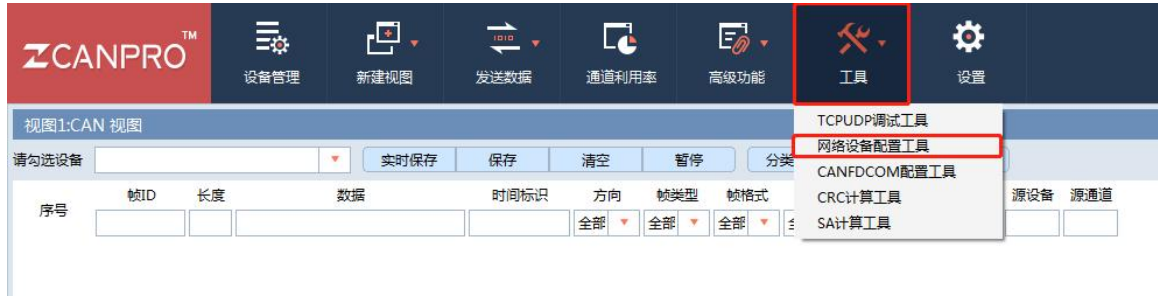 ZCANPRO™
设备管理
新建视图
发送数据
通道利用率
高级功能
工具
设置
视图1:CAN 视图
TCPUDP调试工具
网络设备配置工具
CANFDCOM配置工具
CRC计算工具
SA计算工具
请勾选设备
实时保存
保存
清空
暂停
分类
序号
帧ID
长度
数据
时间标识
方向
帧类型
帧格式
源设备
源通道
全部
全部
全部